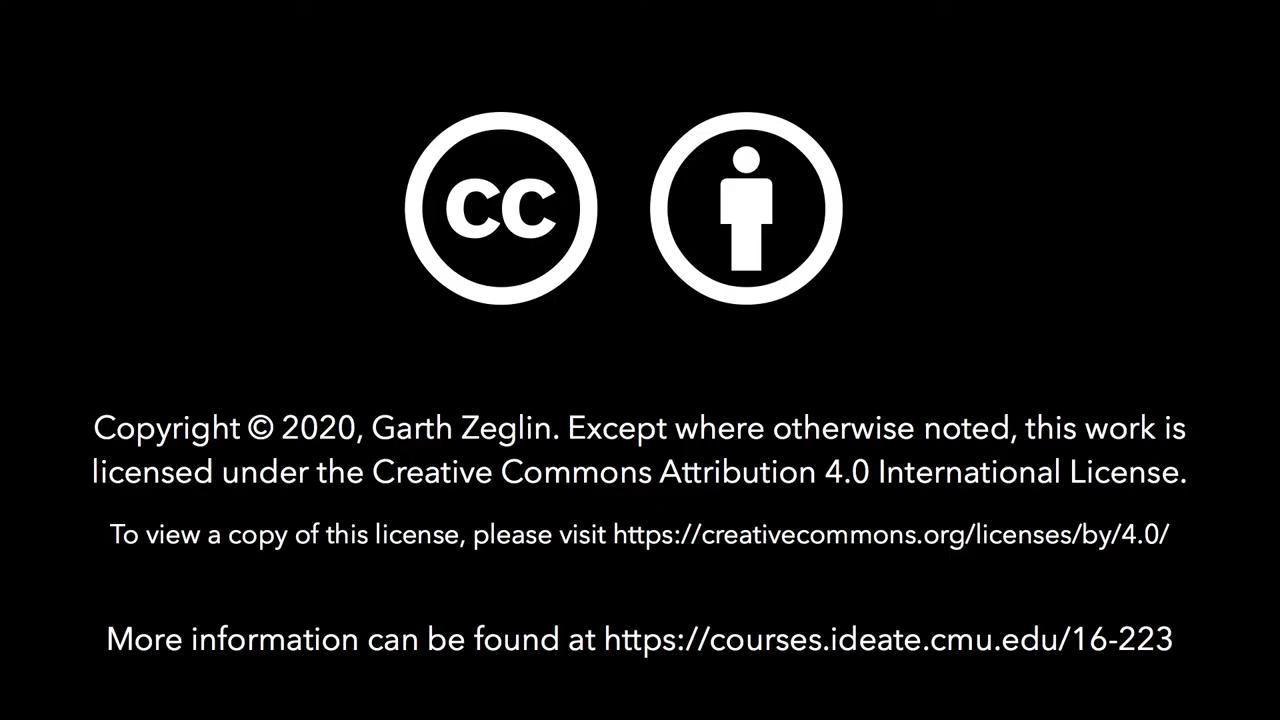 cc
Copyright © 2020, Garth Zeglin. Except where otherwise noted, this work is
licensed under the Creative Commons Attribution 4.0 International License.
To view a copy of this license, please visit https://creativecommons.org/licenses/by/4.0/
More information can be found at https://courses.ideate.cmu.edu/16-223